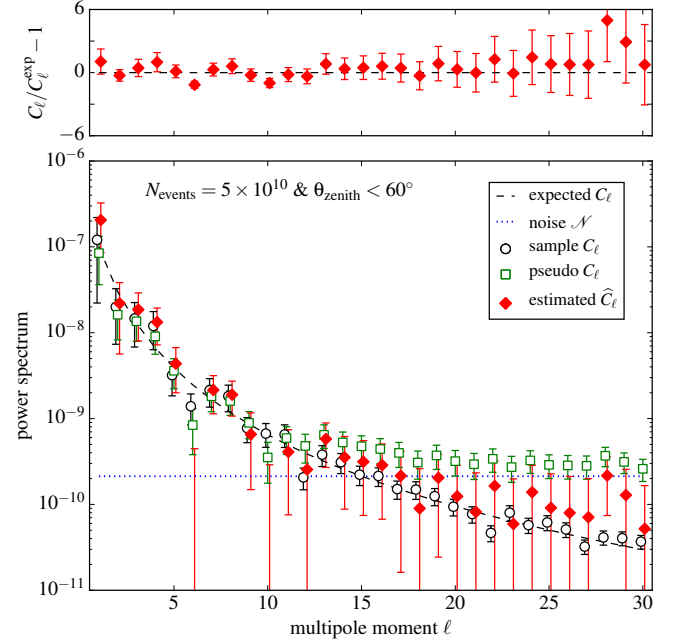 6
0
−6
C_ℓ/C_ℓ^exp − 1
10^−6
10^−7
10^−8
10^−9
10^−10
10^−11
power spectrum
N_events = 5 × 10^10 & θ_zenith < 60°
expected C_ℓ
noise 𝒩
sample C_ℓ
pseudo C_ℓ
estimated Ĉ_ℓ
5 10 15 20 25 30
multipole moment ℓ